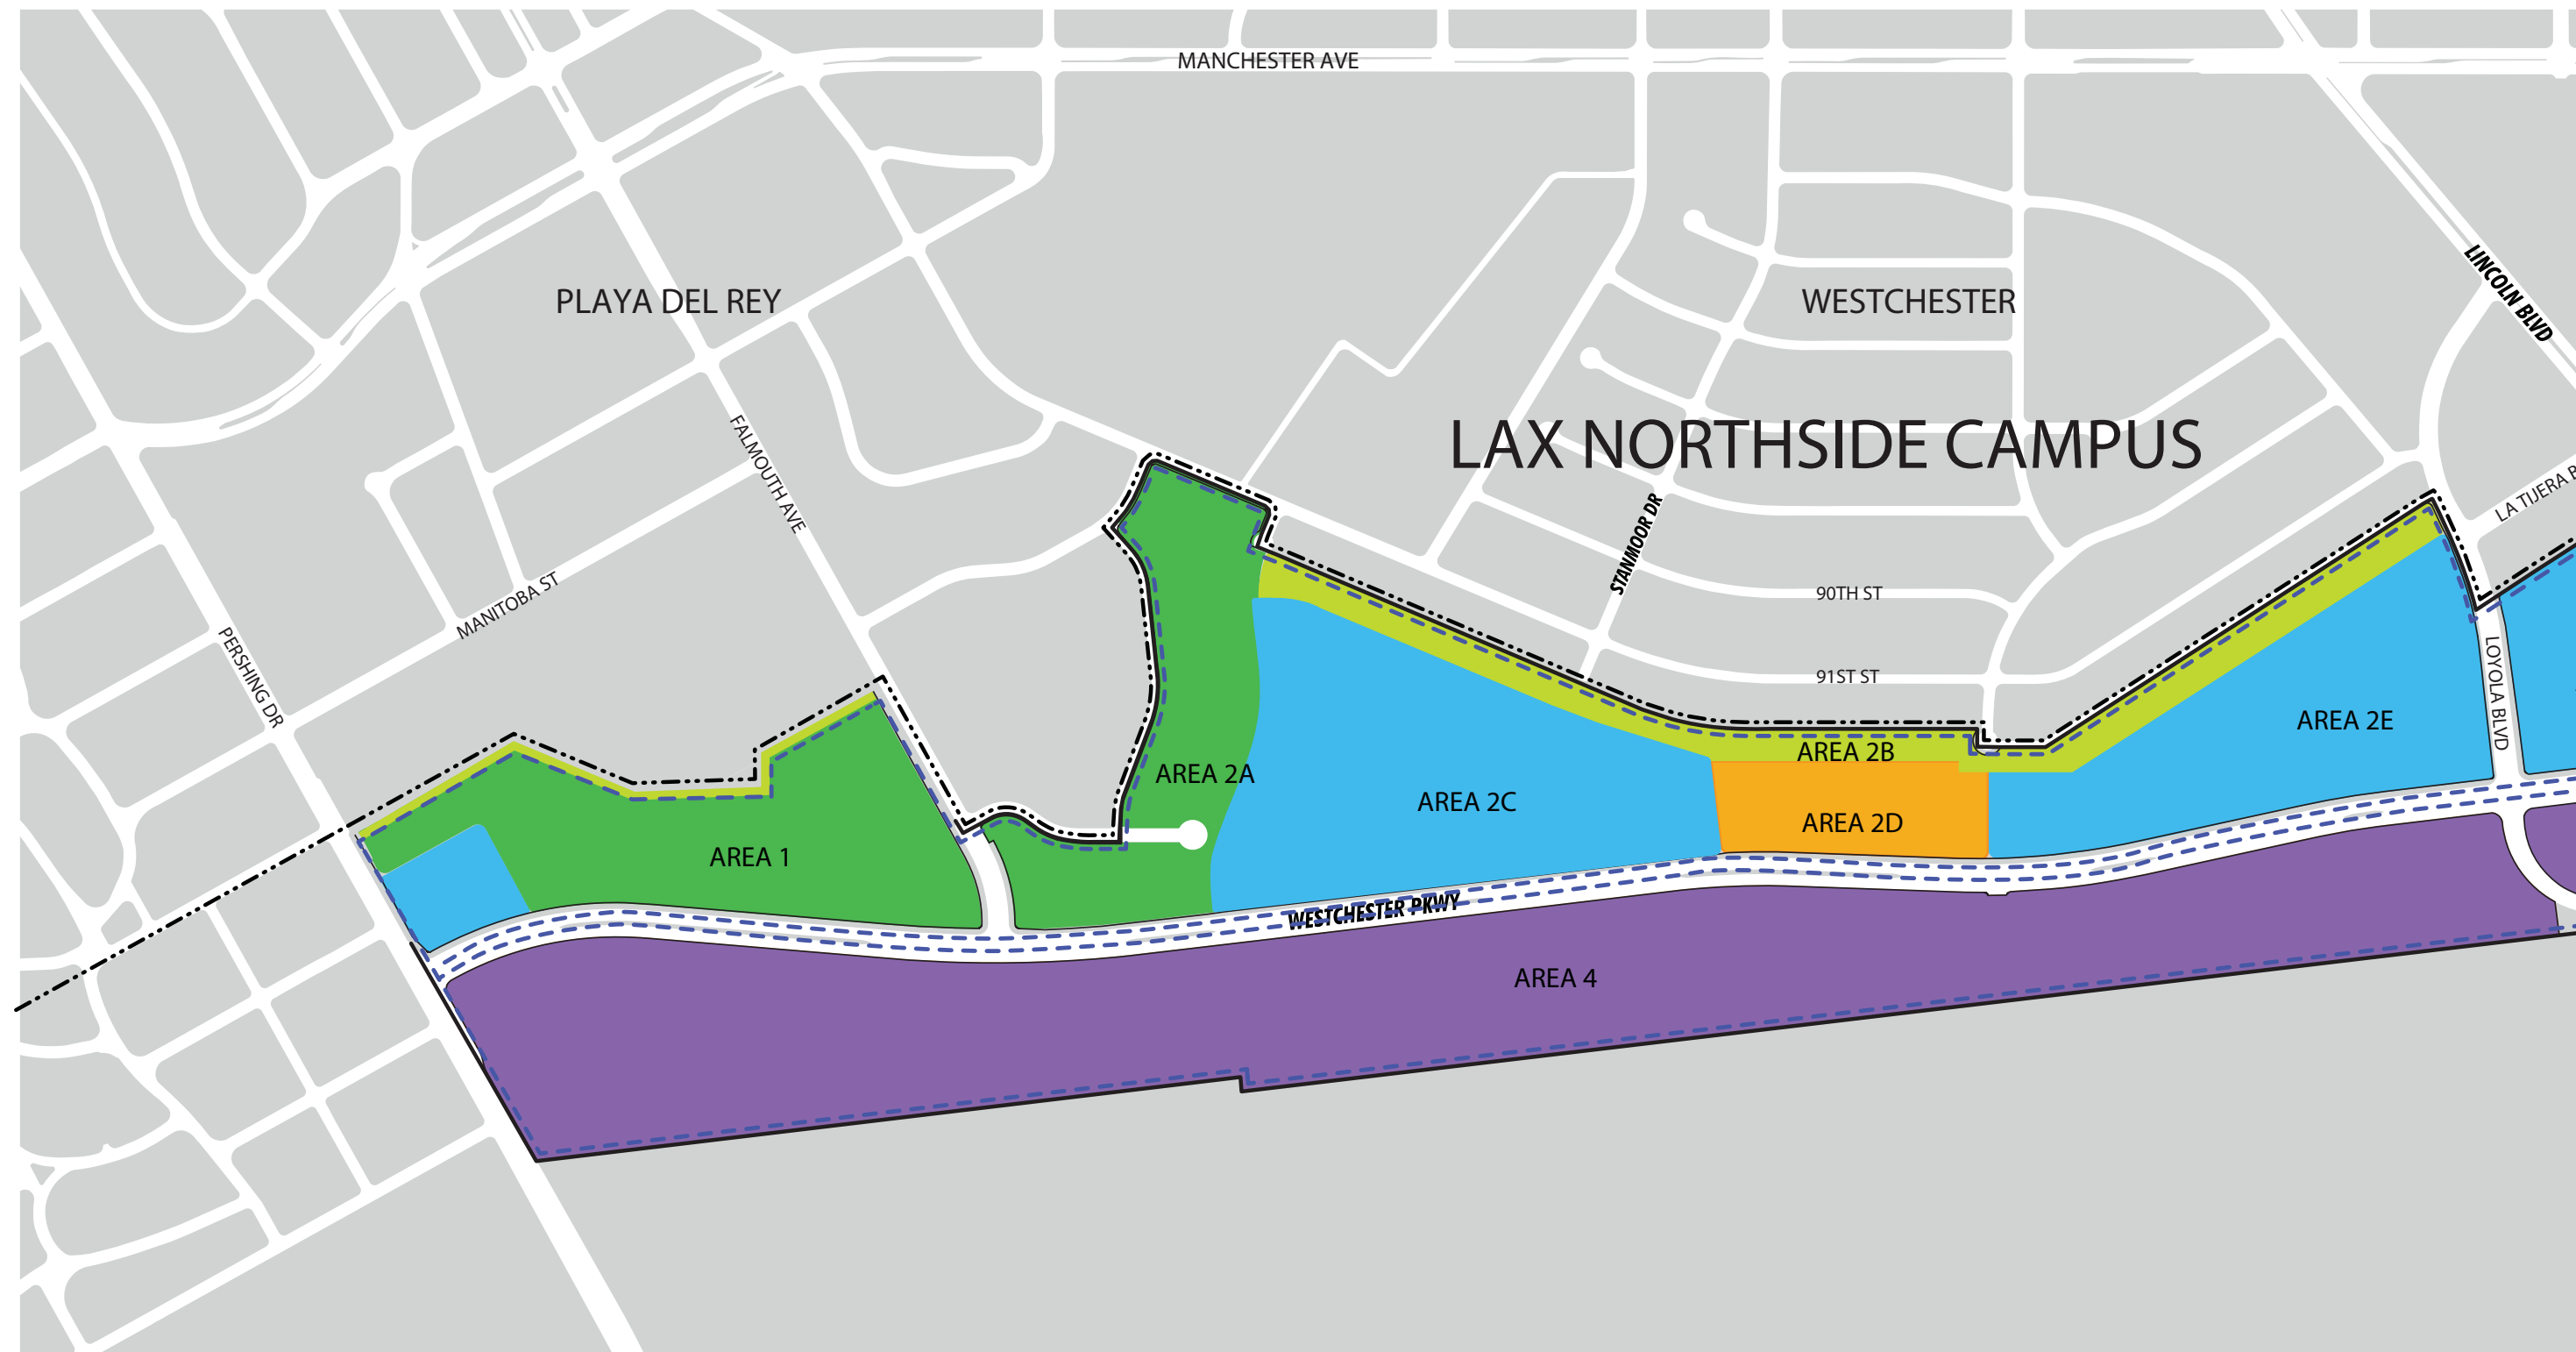 MANCHESTER AVE
LINCOLN BLVD
PLAYA DEL REY
WESTCHESTER
LAX NORTHSIDE CAMPUS
FALMOUTH AVE
LA TIJERA B
STANMOOR DR
MANITOBA ST
90TH ST
PERSHING DR
91ST ST
LOYOLA BLVD
AREA 2E
AREA 2B
AREA 2A
AREA 2C
AREA 2D
AREA 1
WESTCHESTER PKWY
AREA 4